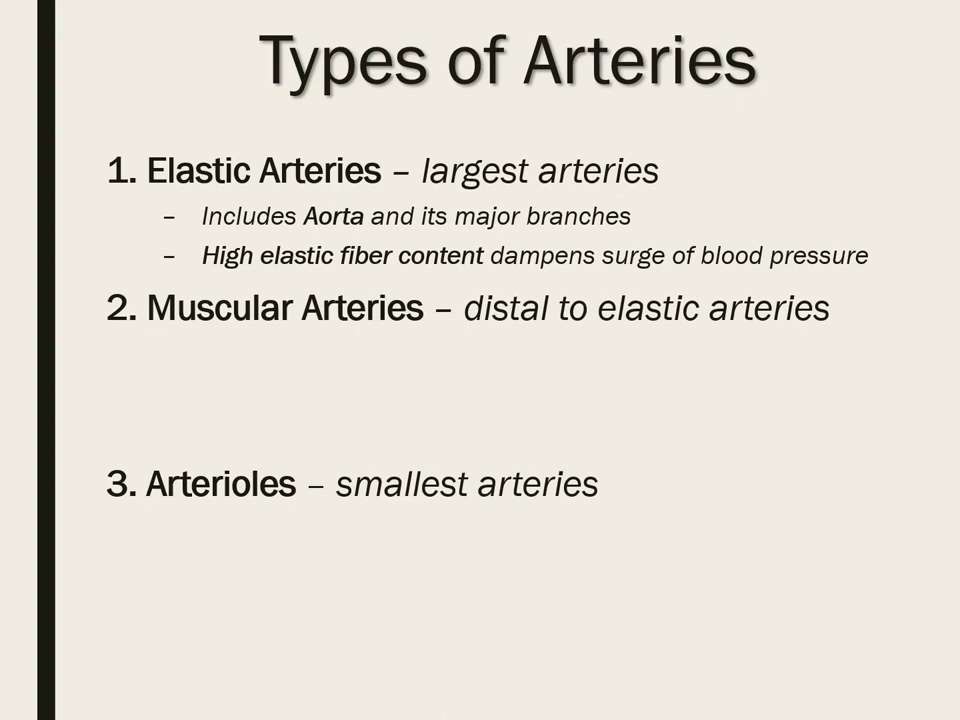 Types of Arteries
1. Elastic Arteries – largest arteries
– Includes Aorta and its major branches
– High elastic fiber content dampens surge of blood pressure
2. Muscular Arteries – distal to elastic arteries
3. Arterioles – smallest arteries